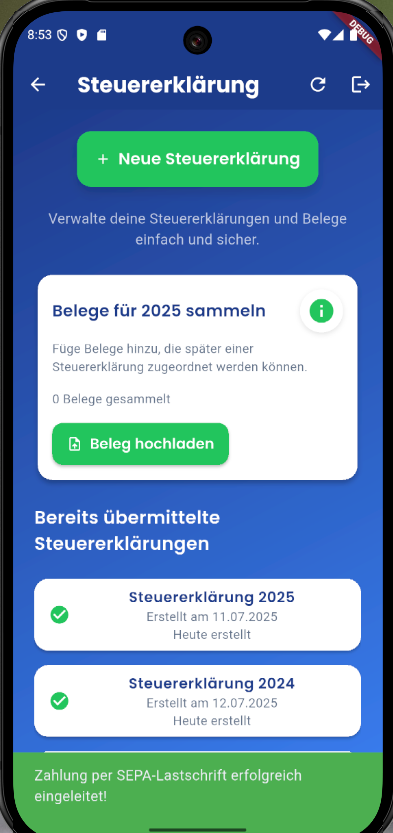 8:53
DEBUG
Steuererklärung
+ Neue Steuererklärung
Verwalte deine Steuererklärungen und Belege
einfach und sicher.
Belege für 2025 sammeln
Füge Belege hinzu, die später einer
Steuererklärung zugeordnet werden können.
0 Belege gesammelt
Beleg hochladen
Bereits übermittelte
Steuererklärungen
Steuererklärung 2025
Erstellt am 11.07.2025
Heute erstellt
Steuererklärung 2024
Erstellt am 12.07.2025
Heute erstellt
Zahlung per SEPA-Lastschrift erfolgreich
eingeleitet!